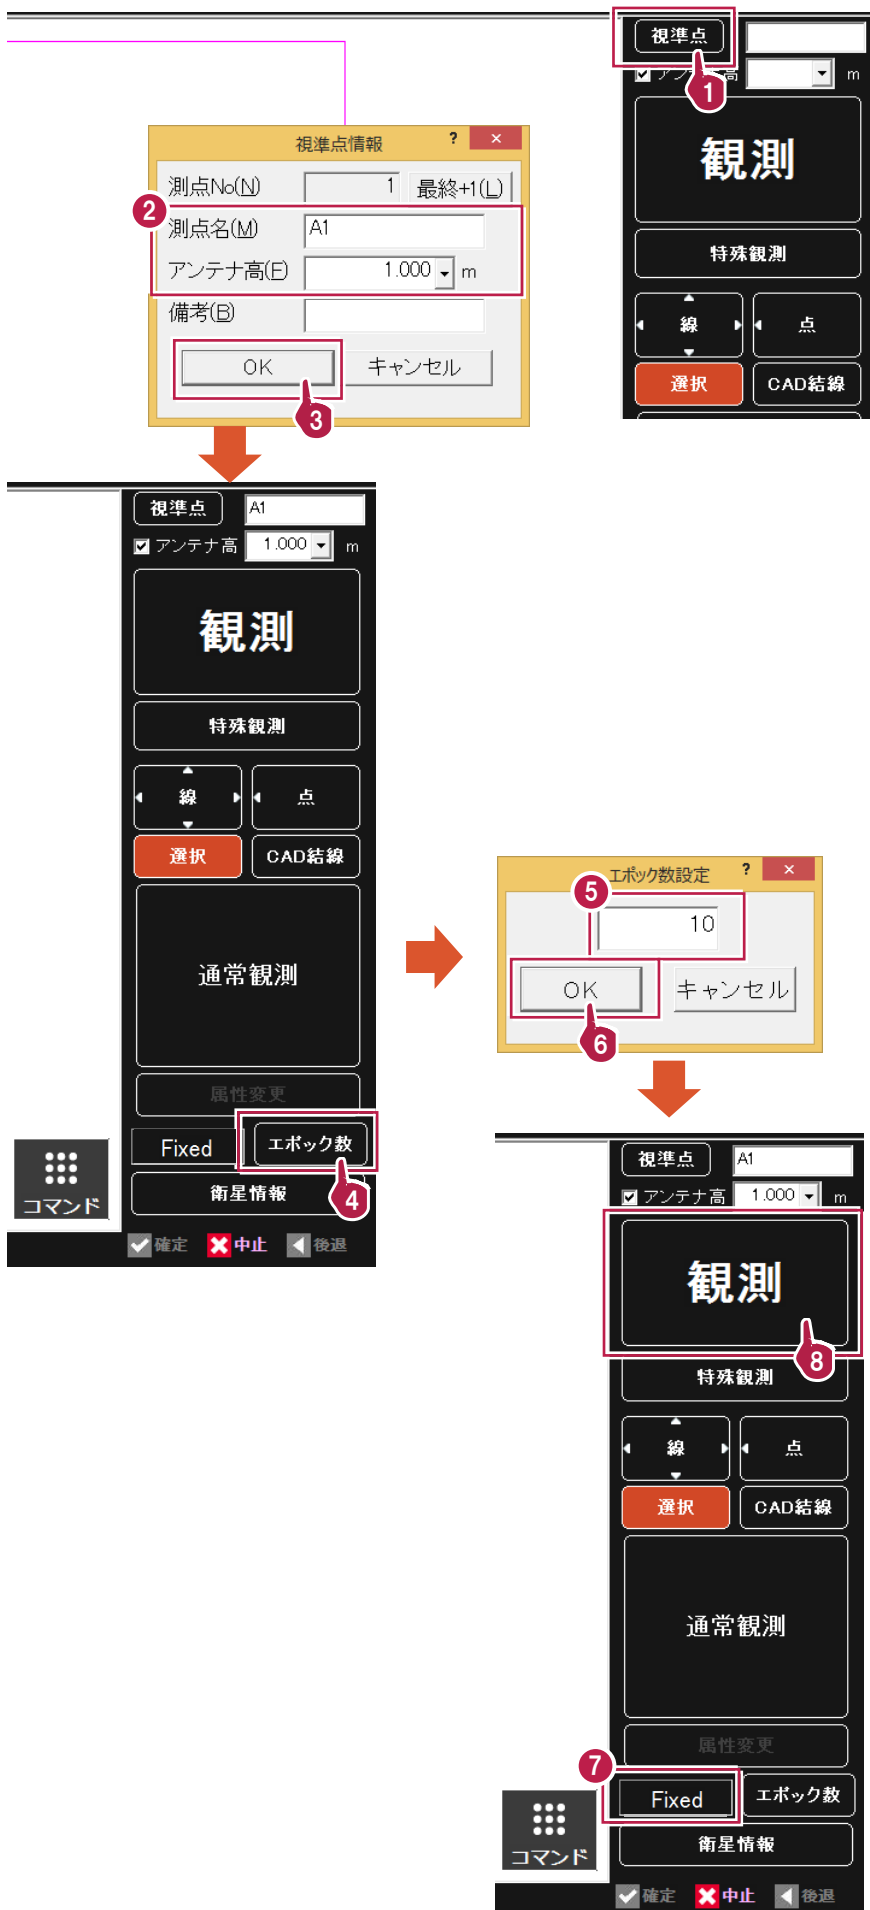 視準点
アンテナ高 m
1
観測
特殊観測
線 点
選択 CAD結線
視準点情報 ? ×
測点No(N) 1 最終+1(L)
2
測点名(M) A1
アンテナ高(F) 1.000 m
備考(B)
OK キャンセル
3
視準点 A1
アンテナ高 1.000 m
観測
特殊観測
線 点
選択 CAD結線
通常観測
属性変更
Fixed エポック数
4
衛星情報
コマンド
確定 中止 後退
エポック数設定 ? ×
5
10
OK キャンセル
6
視準点 A1
アンテナ高 1.000 m
観測
8
特殊観測
線 点
選択 CAD結線
通常観測
属性変更
7
Fixed エポック数
衛星情報
コマンド
確定 中止 後退